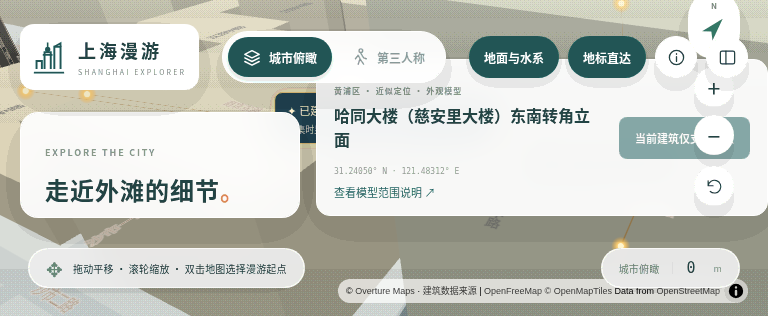 上海漫游
SHANGHAI EXPLORER
城市俯瞰
第三人称
地面与水系
地标直达
N
EXPLORE THE CITY
走近外滩的细节。
黄浦区 · 近似定位 · 外观模型
哈同大楼（慈安里大楼）东南转角立
面
31.24050° N · 121.48312° E
查看模型范围说明 ↗
当前建筑仅
拖动平移 · 滚轮缩放 · 双击地图选择漫游起点
城市俯瞰 0 m
© Overture Maps · 建筑数据来源 | OpenFreeMap © OpenMapTiles Data from OpenStreetMap